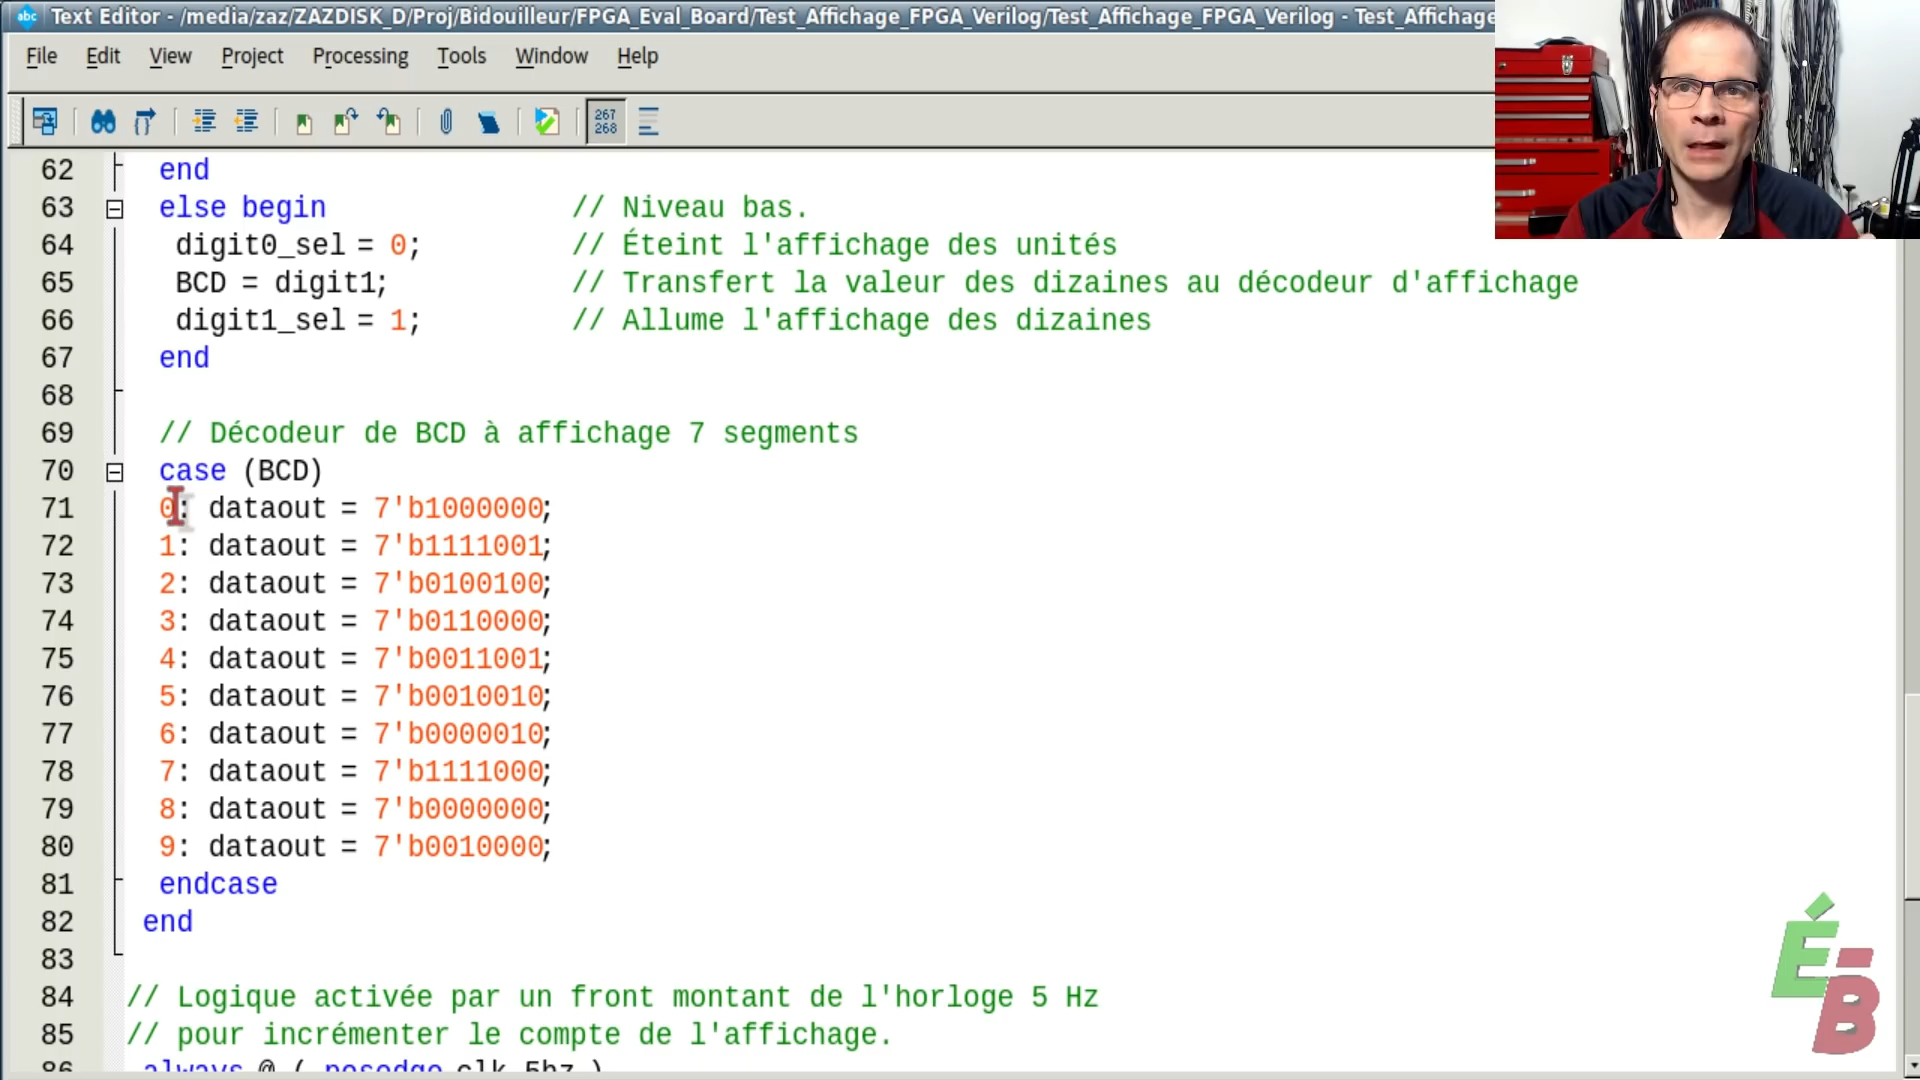 Text Editor - /media/zaz/ZAZDISK_D/Proj/Bidouilleur/FPGA_Eval_Board/Test_Affichage_FPGA_Verilog/Test_Affichage_FPGA_Verilog - Test_Affichage
File Edit View Project Processing Tools Window Help
267
268
62 end
63 else begin // Niveau bas.
64 digit0_sel = 0; // Éteint l'affichage des unités
65 BCD = digit1; // Transfert la valeur des dizaines au décodeur d'affichage
66 digit1_sel = 1; // Allume l'affichage des dizaines
67 end
68
69 // Décodeur de BCD à affichage 7 segments
70 case (BCD)
71 0: dataout = 7'b1000000;
72 1: dataout = 7'b1111001;
73 2: dataout = 7'b0100100;
74 3: dataout = 7'b0110000;
75 4: dataout = 7'b0011001;
76 5: dataout = 7'b0010010;
77 6: dataout = 7'b0000010;
78 7: dataout = 7'b1111000;
79 8: dataout = 7'b0000000;
80 9: dataout = 7'b0010000;
81 endcase
82 end
83
84 // Logique activée par un front montant de l'horloge 5 Hz
85 // pour incrémenter le compte de l'affichage.
86 always @ ( posedge clk_5hz )
É-B